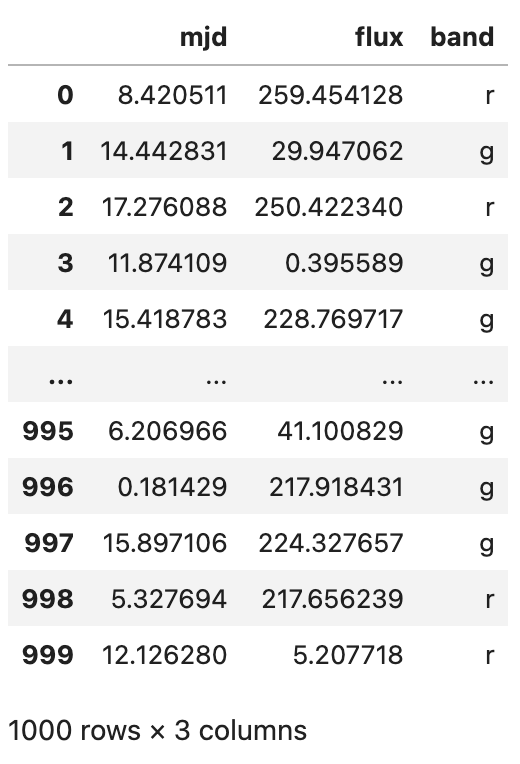 mjd flux band
0 8.420511 259.454128 r
1 14.442831 29.947062 g
2 17.276088 250.422340 r
3 11.874109 0.395589 g
4 15.418783 228.769717 g
... ... ... ...
995 6.206966 41.100829 g
996 0.181429 217.918431 g
997 15.897106 224.327657 g
998 5.327694 217.656239 r
999 12.126280 5.207718 r
1000 rows × 3 columns